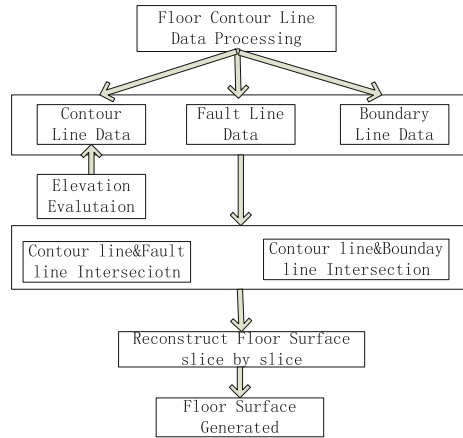 Floor Contour Line
Data Processing
Contour
Line Data
Fault Line
Data
Boundary
Line Data
Elevation
Evalutaion
Contour line&Fault
line Interseciotn
Contour line&Bounday
line Intersection
Reconstruct Floor Surface
slice by slice
Floor Surface
Generated